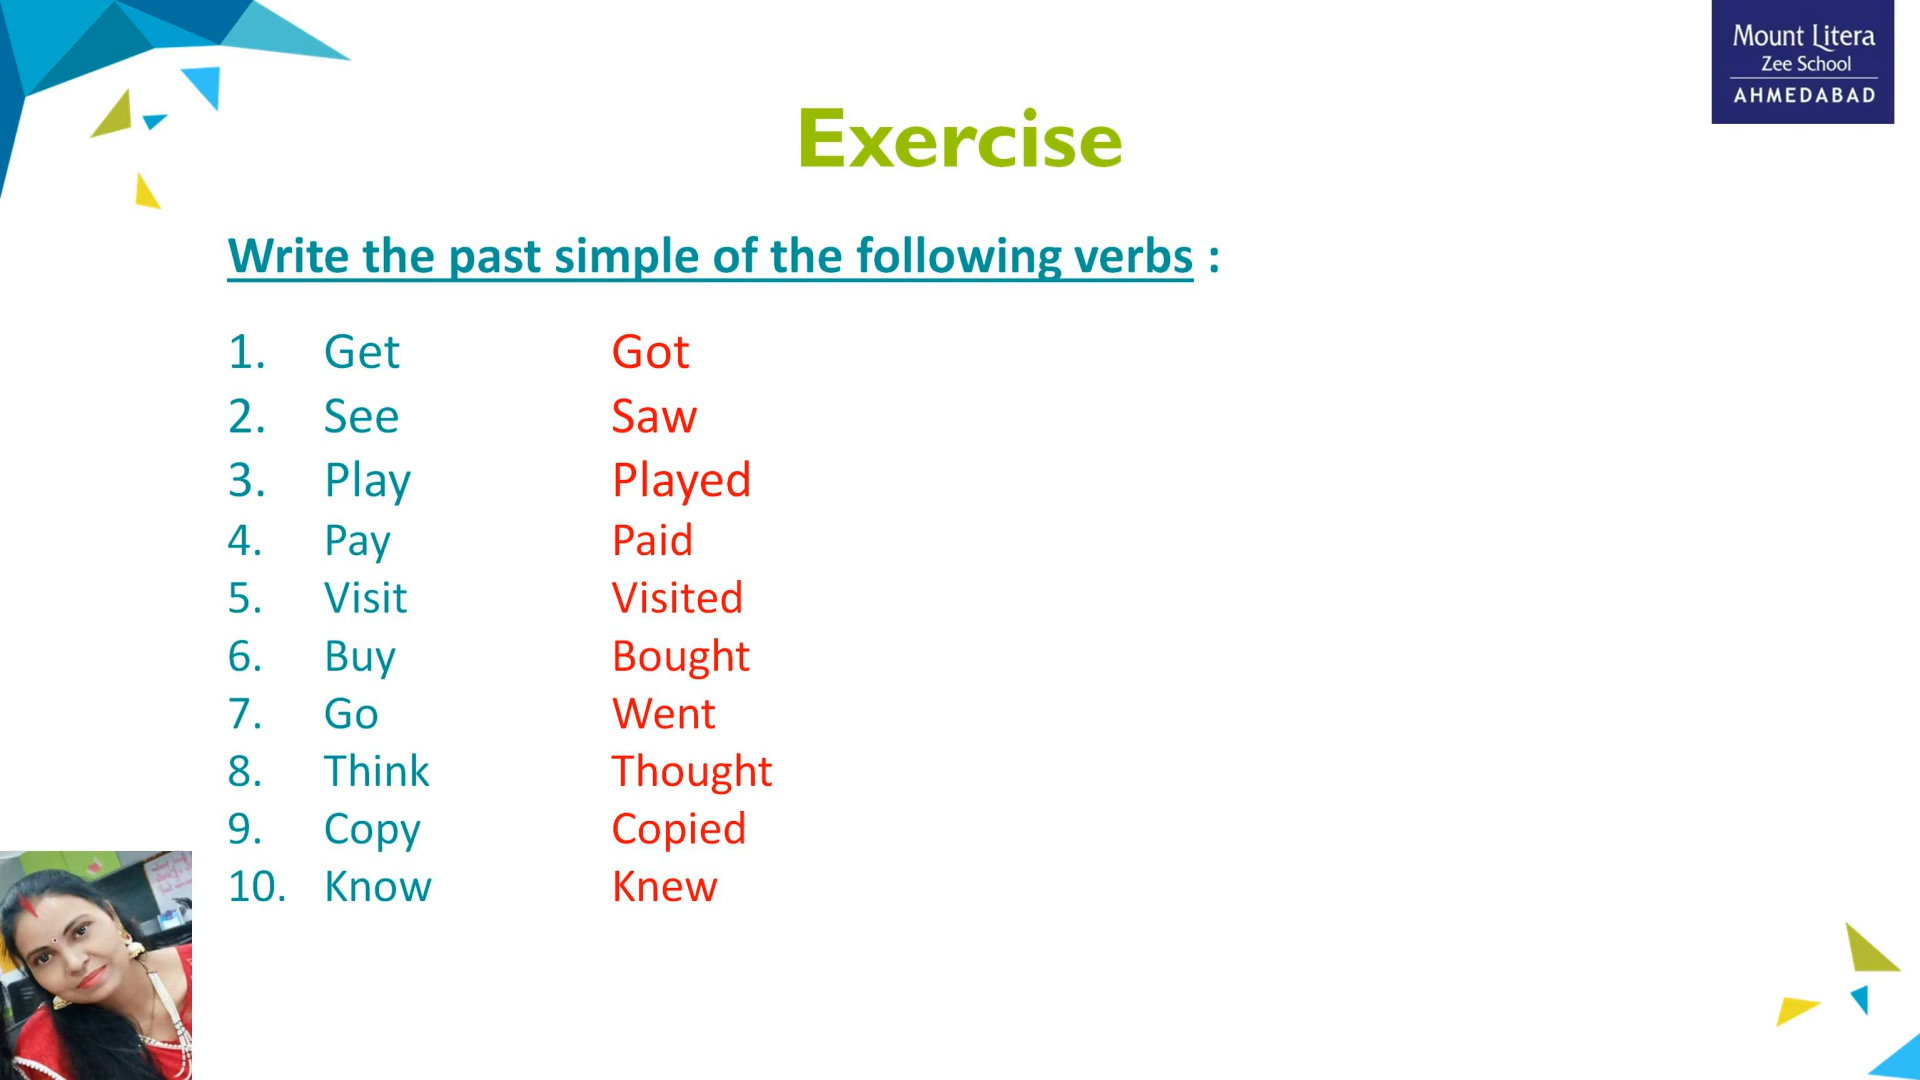 Mount Litera
Zee School
AHMEDABAD
Exercise
Write the past simple of the following verbs :
1. Get Got
2. See Saw
3. Play Played
4. Pay Paid
5. Visit Visited
6. Buy Bought
7. Go Went
8. Think Thought
9. Copy Copied
10. Know Knew